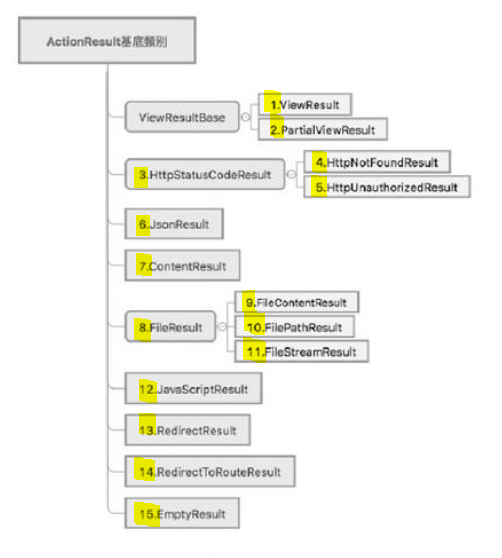 ActionResult基底類別
ViewResultBase
1.ViewResult
2.PartialViewResult
3.HttpStatusCodeResult
4.HttpNotFoundResult
5.HttpUnauthorizedResult
6.JsonResult
7.ContentResult
8.FileResult
9.FileContentResult
10.FilePathResult
11.FileStreamResult
12.JavaScriptResult
13.RedirectResult
14.RedirectToRouteResult
15.EmptyResult